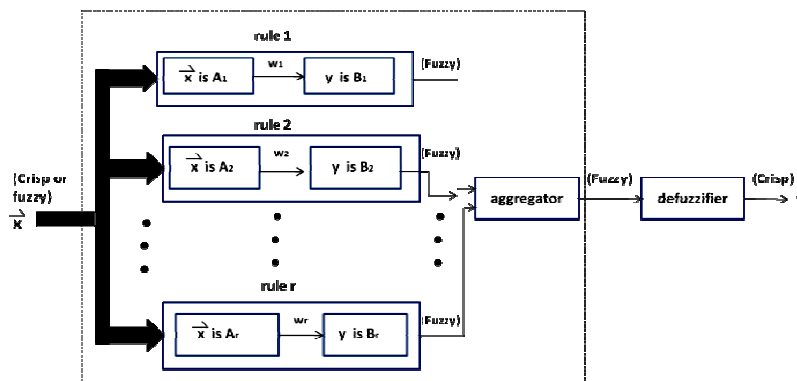 rule 1
x is A1
w1
y is B1
(Fuzzy)
rule 2
x is A2
w2
y is B2
(Fuzzy)
(Crisp or
fuzzy)
x
aggregator
(Fuzzy)
defuzzifier
(Crisp)
rule r
x is Ar
wr
y is Br
(Fuzzy)